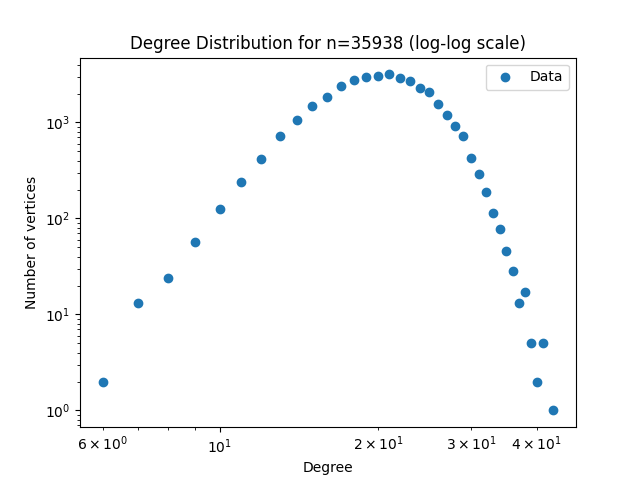 Degree Distribution for n=35938 (log-log scale)
Data
Number of vertices
10³
10²
10¹
10⁰
6 × 10⁰
10¹
2 × 10¹
3 × 10¹
4 × 10¹
Degree